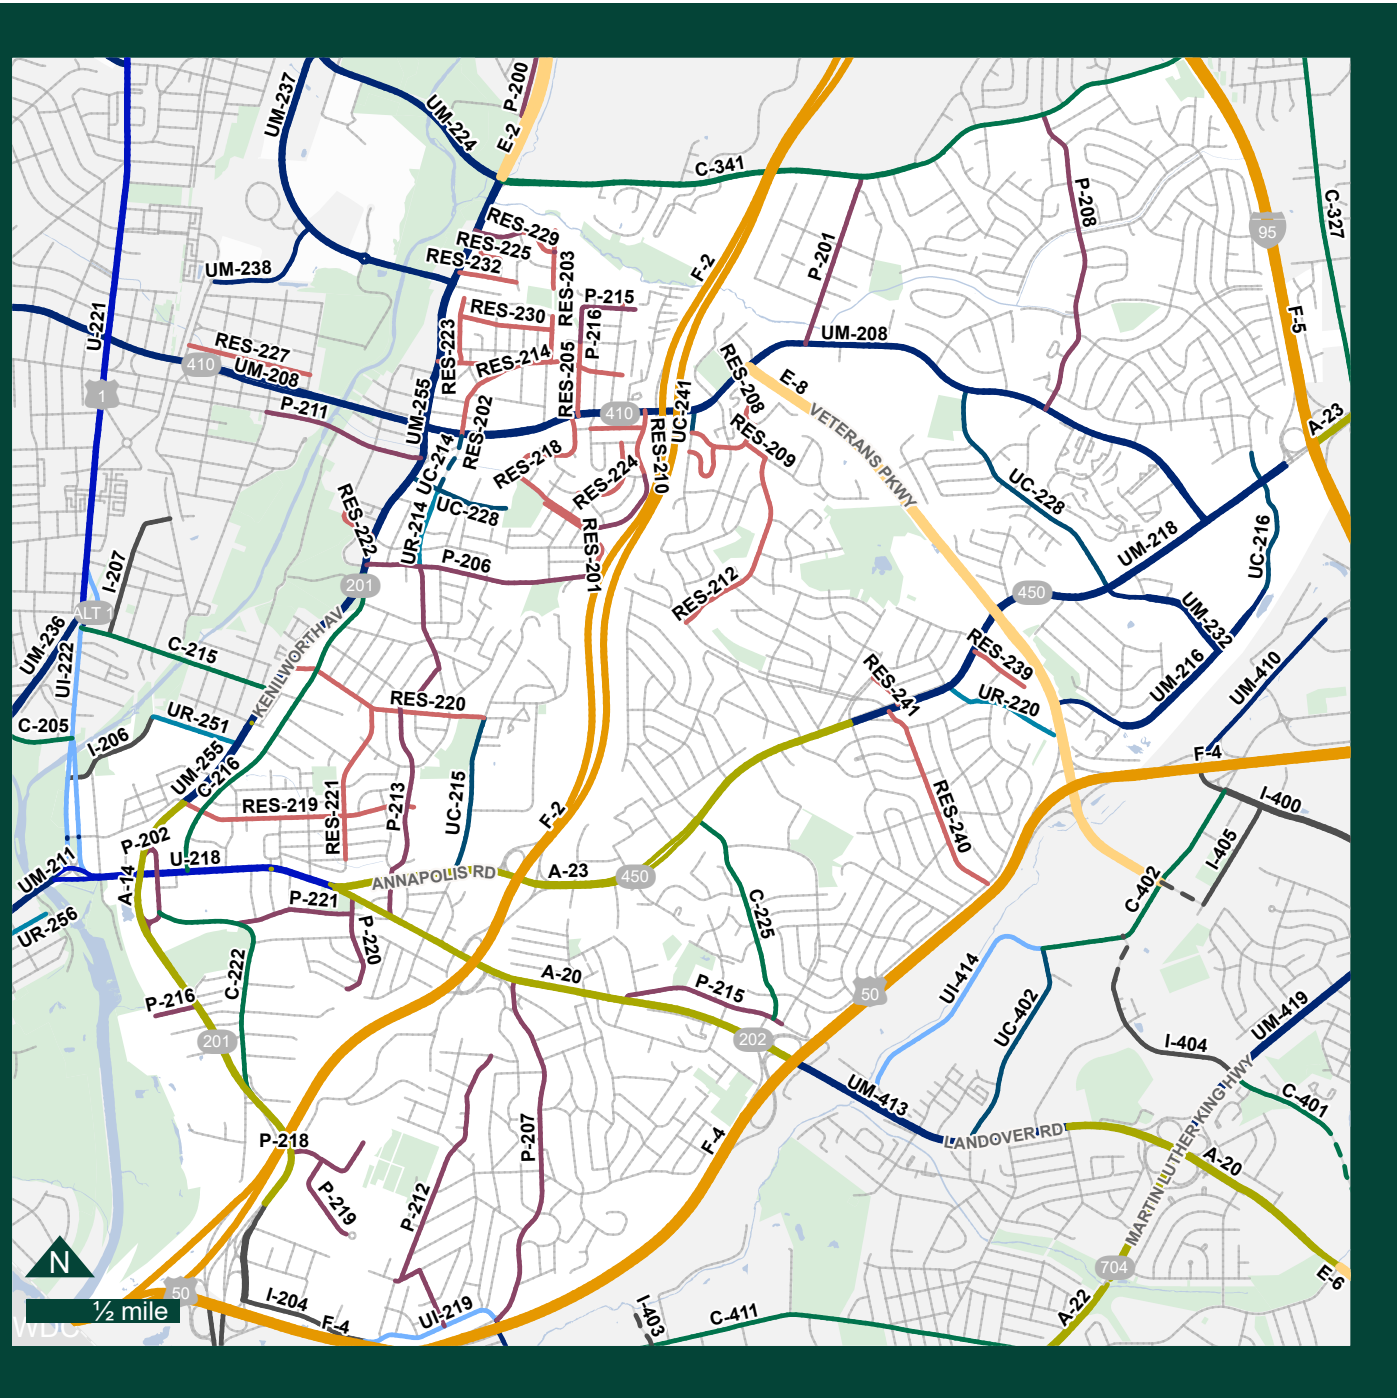 UM-237
UM-224
P-200
E-2
C-341
C-327
P-208
P-201
95
RES-229
RES-225
RES-232
RES-203
UM-238
F-2
U-221
P-215
RES-230
P-216
UM-208
F-5
RES-223
RES-227
410
UM-208
RES-214
RES-205
RES-208
E-8
1
P-211
UM-255
RES-202
410
UC-241
VETERANS PKWY
A-23
RES-209
UC-214
RES-218
RES-224
RES-210
UC-228
RES-222
UR-214
UC-228
RES-201
UM-218
UC-216
I-207
P-206
201
RES-212
450
ALT 1
UM-236
UI-222
C-215
KENILWORTH AV
UM-232
RES-239
RES-241
UM-216
UM-410
C-205
UR-251
RES-220
UR-220
I-206
UM-255
C-216
F-4
RES-219
RES-221
P-213
UC-215
F-2
RES-240
I-400
I-405
P-202
UM-211
U-218
A-14
ANNAPOLIS RD
A-23
450
C-402
UR-256
P-221
P-220
C-225
C-222
A-20
P-215
50
UI-414
UC-402
P-216
201
202
UM-419
I-404
UM-413
C-401
P-218
P-207
F-4
LANDOVER RD
MARTIN LUTHER KING HWY
A-20
P-219
P-212
N
704
E-6
½ mile
50
WDC
I-204
F-4
UI-219
I-403
C-411
A-22